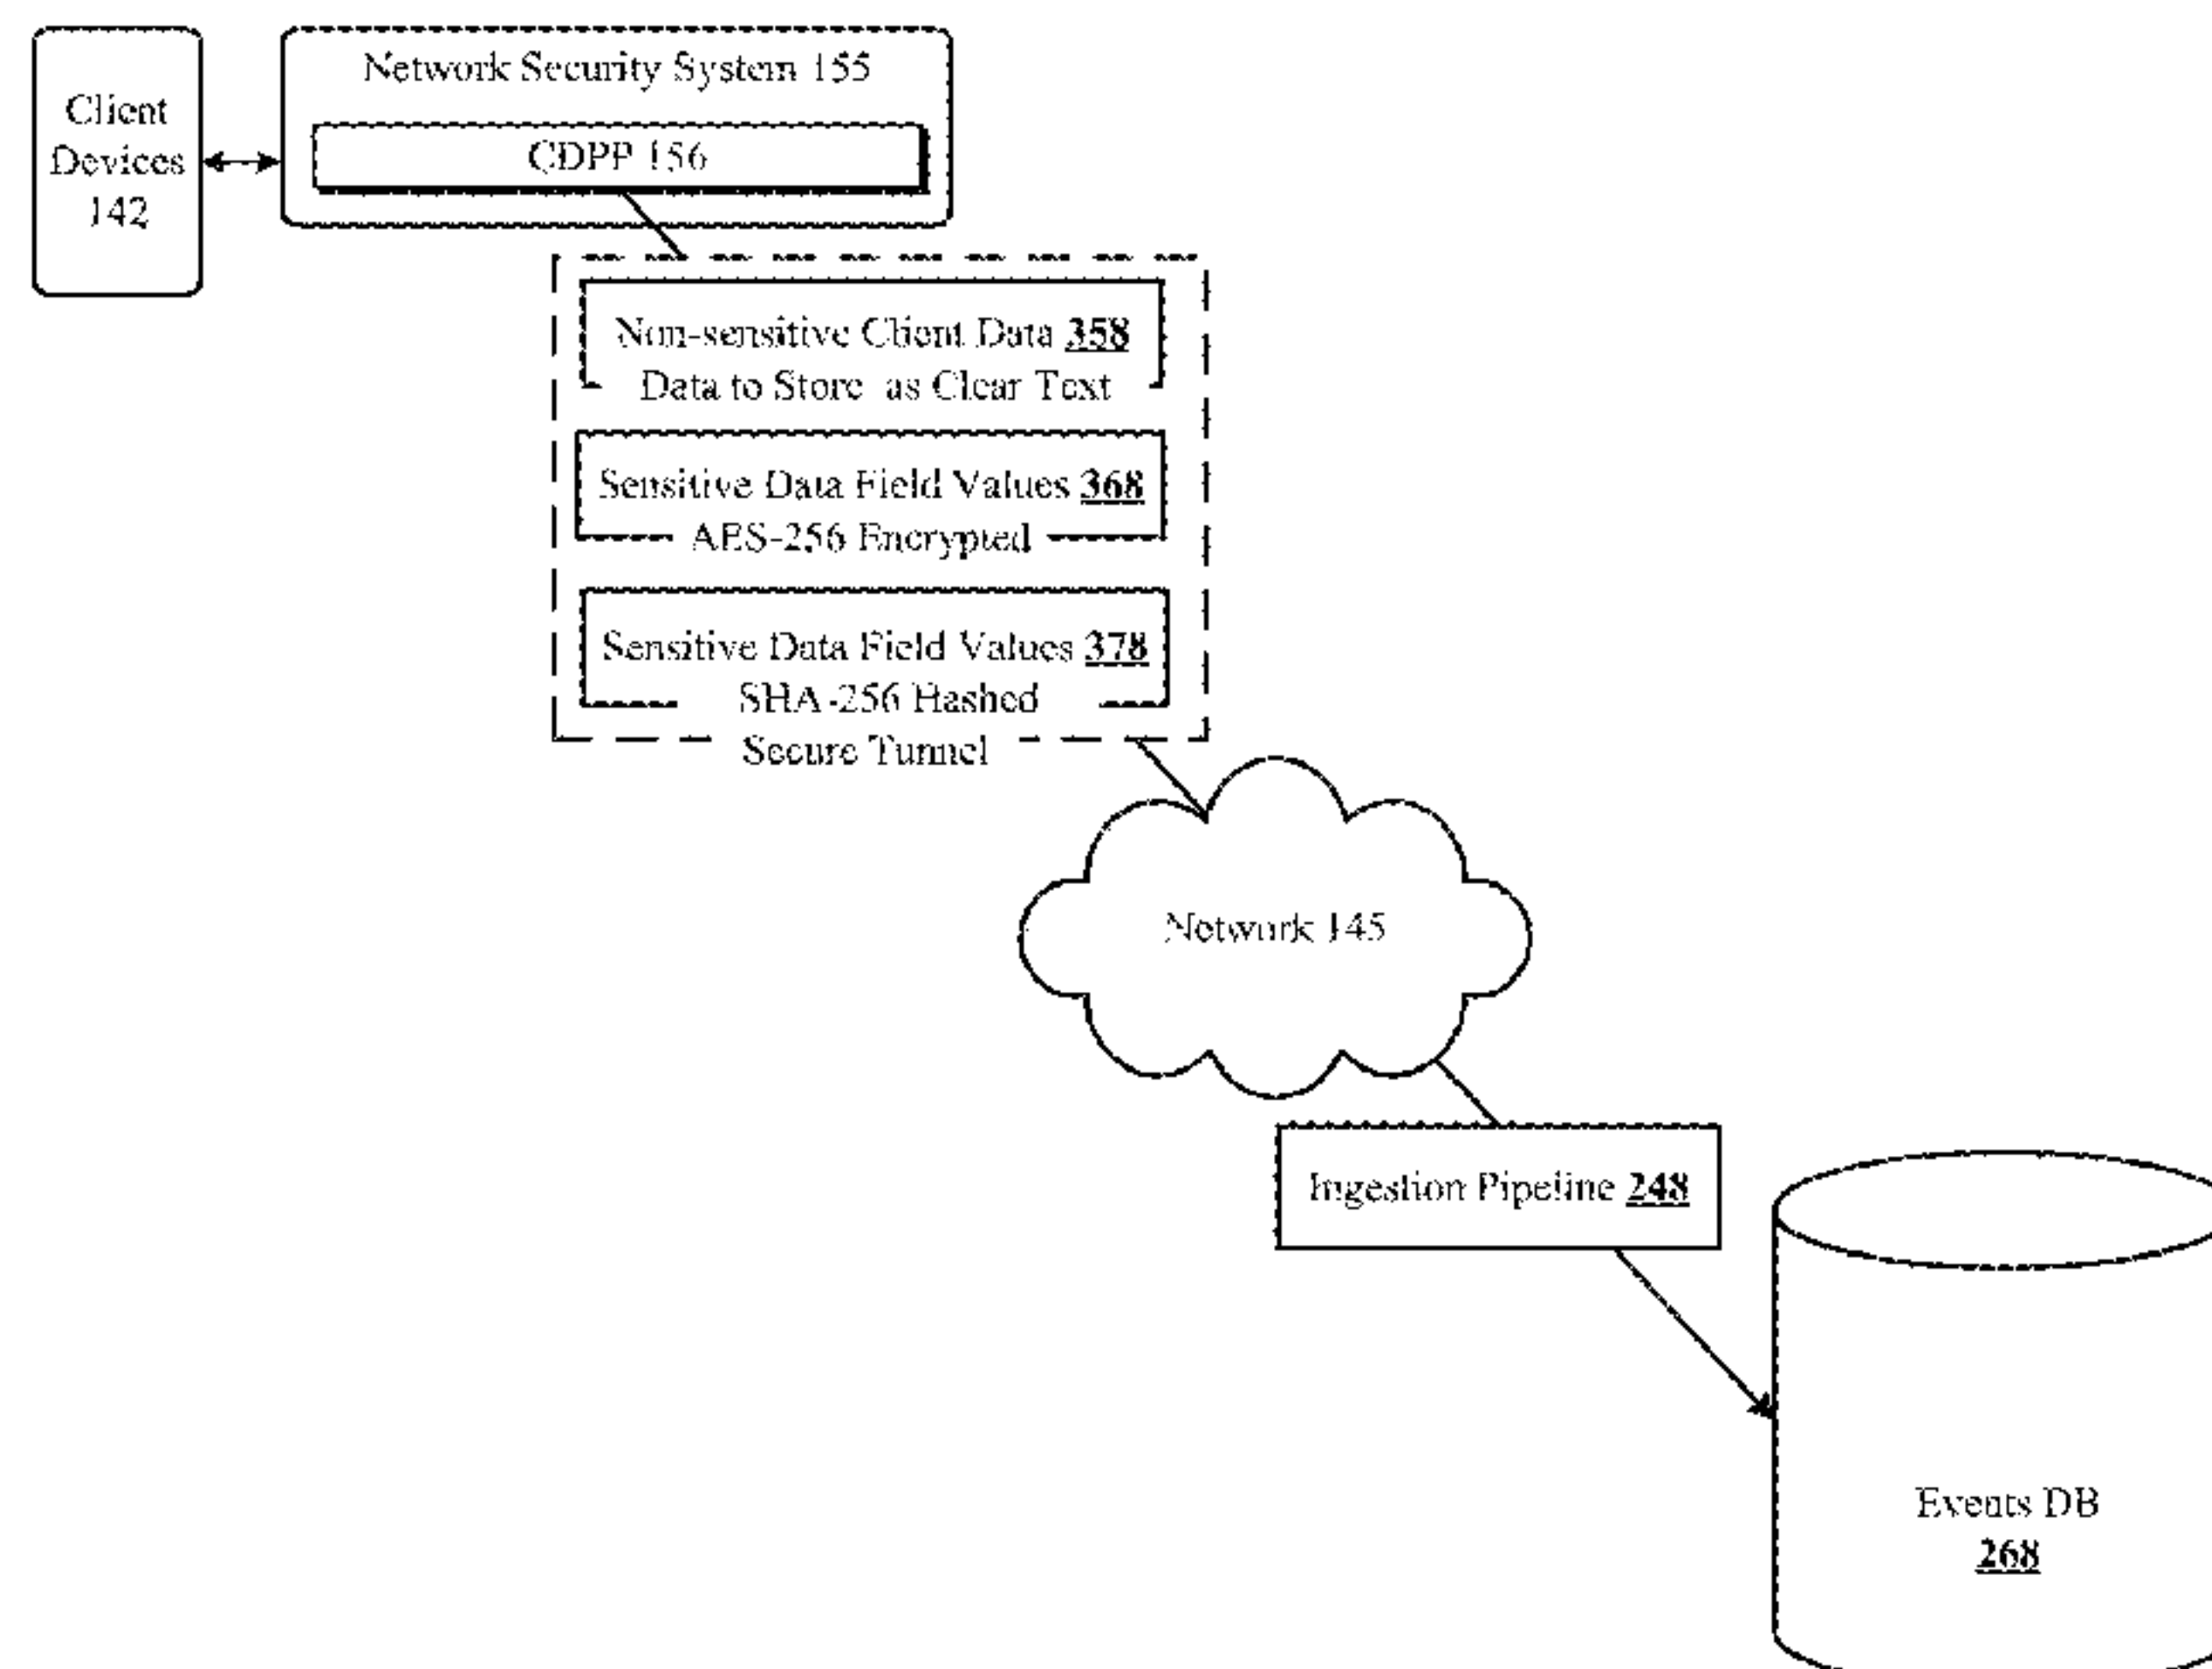 Client
Devices
142
Network Security System 155
CDPP 156
Non-sensitive Client Data 358
Data to Store as Clear Text
Sensitive Data Field Values 368
AES-256 Encrypted
Sensitive Data Field Values 378
SHA-256 Hashed
Secure Tunnel
Network 145
Ingestion Pipeline 248
Events DB
268